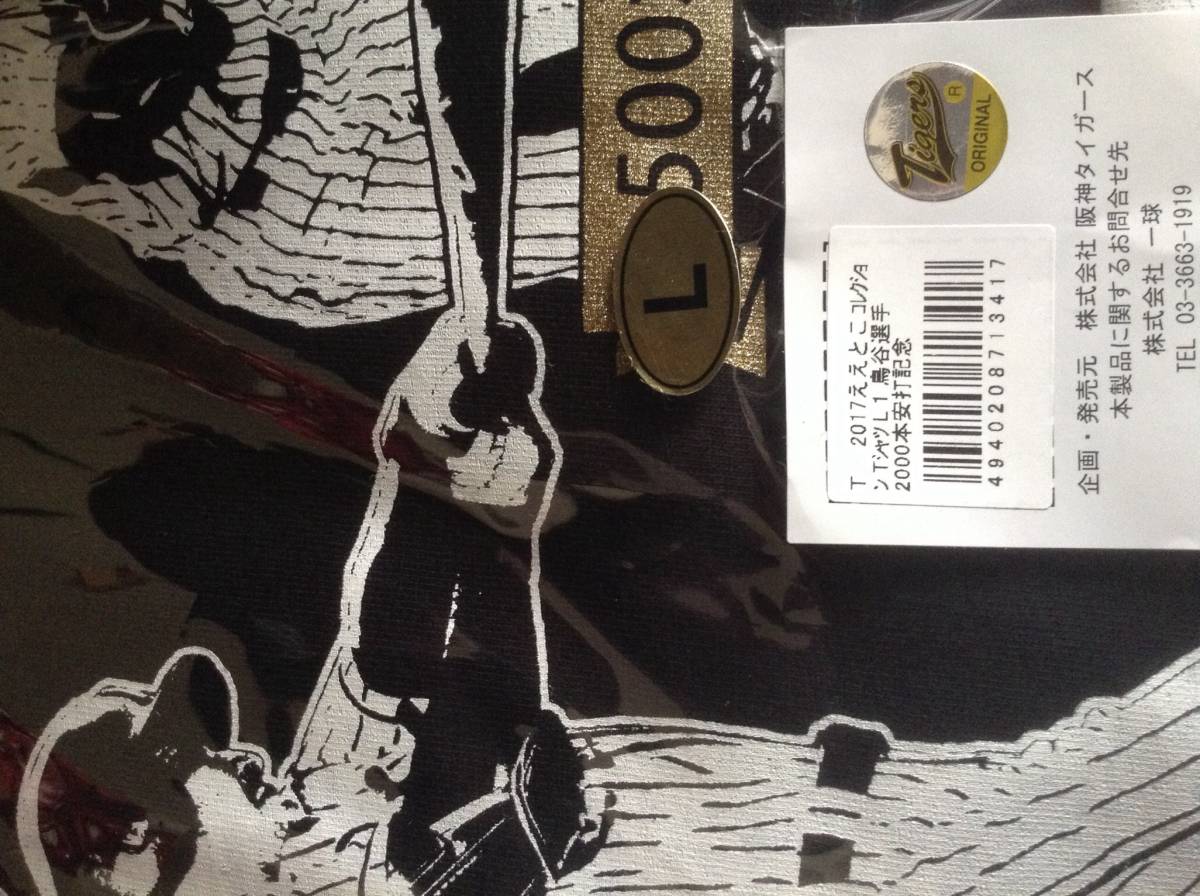 500
L
Tigers
R
ORIGINAL
T 2017ええとこコレクショ
ンTシャツ L1 鳥谷選手
2000本安打記念
4940208713417
企画・発売元 株式会社 阪神タイガース
本製品に関するお問合せ先
株式会社 一球
TEL 03-3663-1919